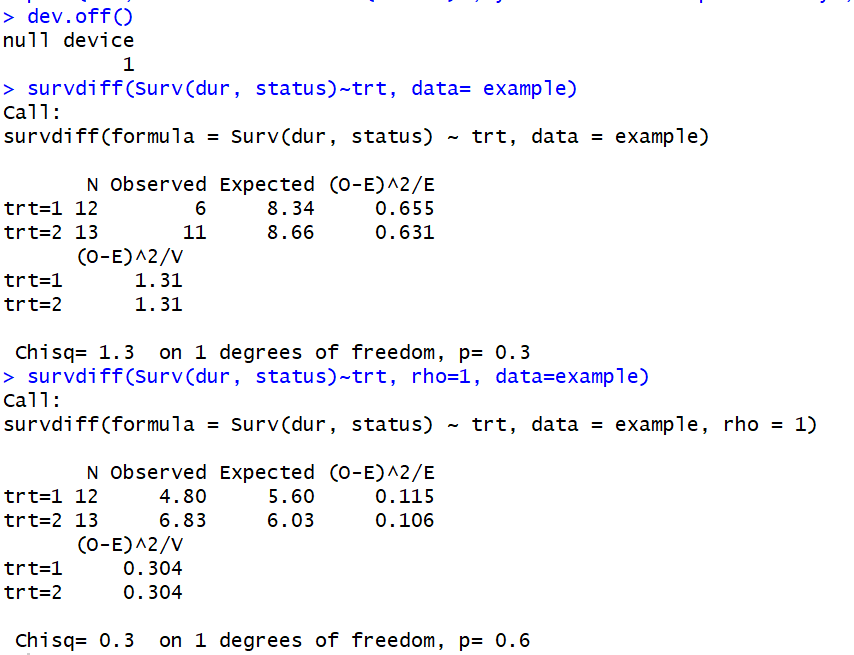 > dev.off()
null device
          1
> survdiff(Surv(dur, status)~trt, data= example)
Call:
survdiff(formula = Surv(dur, status) ~ trt, data = example)

       N Observed Expected (O-E)^2/E
trt=1 12        6     8.34     0.655
trt=2 13       11     8.66     0.631
      (O-E)^2/V
trt=1      1.31
trt=2      1.31

 Chisq= 1.3  on 1 degrees of freedom, p= 0.3
> survdiff(Surv(dur, status)~trt, rho=1, data=example)
Call:
survdiff(formula = Surv(dur, status) ~ trt, data = example, rho = 1)

       N Observed Expected (O-E)^2/E
trt=1 12     4.80     5.60     0.115
trt=2 13     6.83     6.03     0.106
      (O-E)^2/V
trt=1     0.304
trt=2     0.304

 Chisq= 0.3  on 1 degrees of freedom, p= 0.6